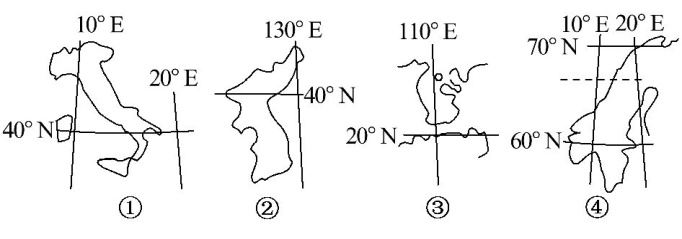 10° E
20° E
40° N
①
130° E
40° N
②
110° E
20° N
③
10° E 20° E
70° N
60° N
④